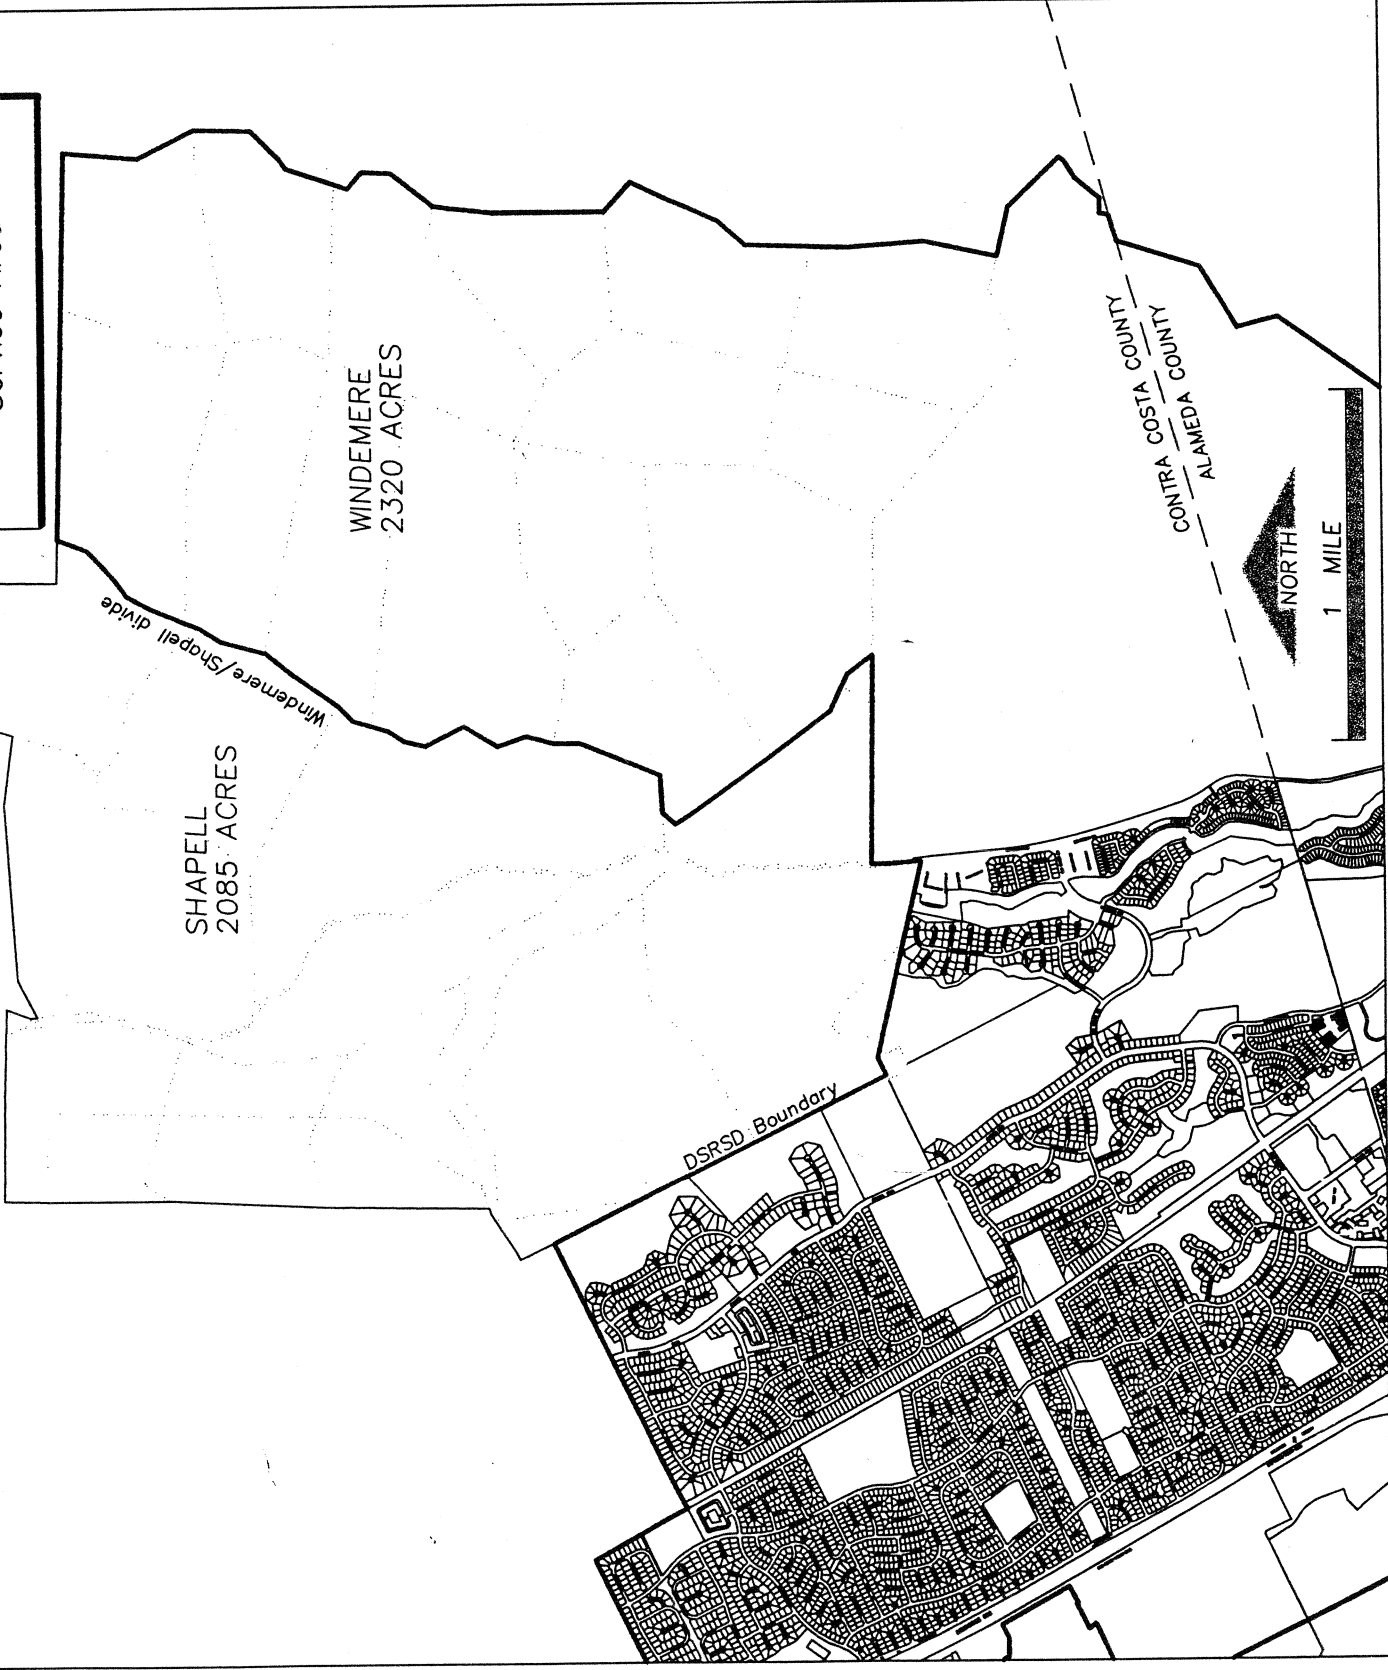 WINDEMERE
2320 ACRES
SHAPELL
2085 ACRES
Windemere/Shapell divide
CONTRA COSTA COUNTY
ALAMEDA COUNTY
NORTH
1 MILE
DSRSD Boundary